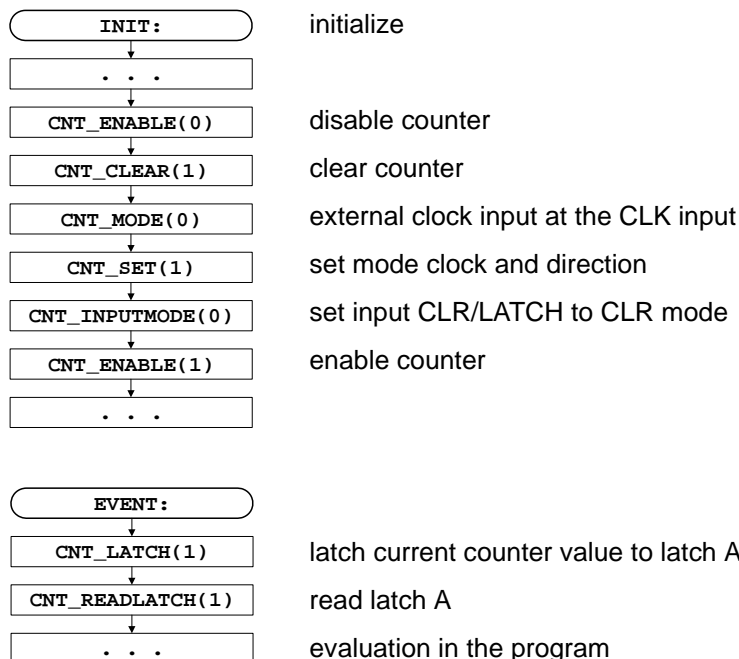 INIT: initialize
. . .
CNT_ENABLE(0) disable counter
CNT_CLEAR(1) clear counter
CNT_MODE(0) external clock input at the CLK input
CNT_SET(1) set mode clock and direction
CNT_INPUTMODE(0) set input CLR/LATCH to CLR mode
CNT_ENABLE(1) enable counter
. . .
EVENT:
CNT_LATCH(1) latch current counter value to latch A
CNT_READLATCH(1) read latch A
. . . evaluation in the program